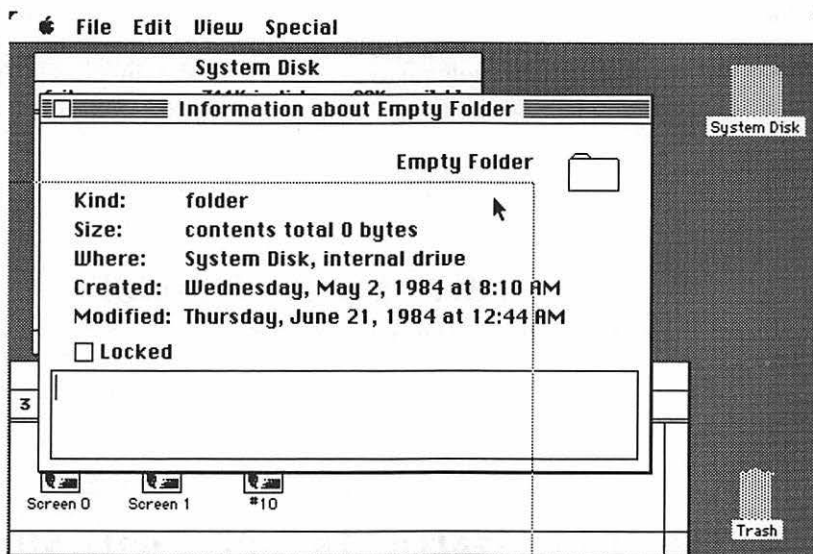 File Edit View Special
System Disk
Information about Empty Folder
System Disk
Empty Folder
Kind: folder
Size: contents total 0 bytes
Where: System Disk, internal drive
Created: Wednesday, May 2, 1984 at 8:10 AM
Modified: Thursday, June 21, 1984 at 12:44 AM
Locked
3
Screen 0 Screen 1 #10
Trash